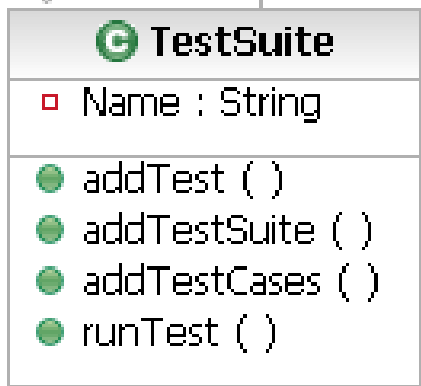 C TestSuite
Name : String
addTest ( )
addTestSuite ( )
addTestCases ( )
runTest ( )